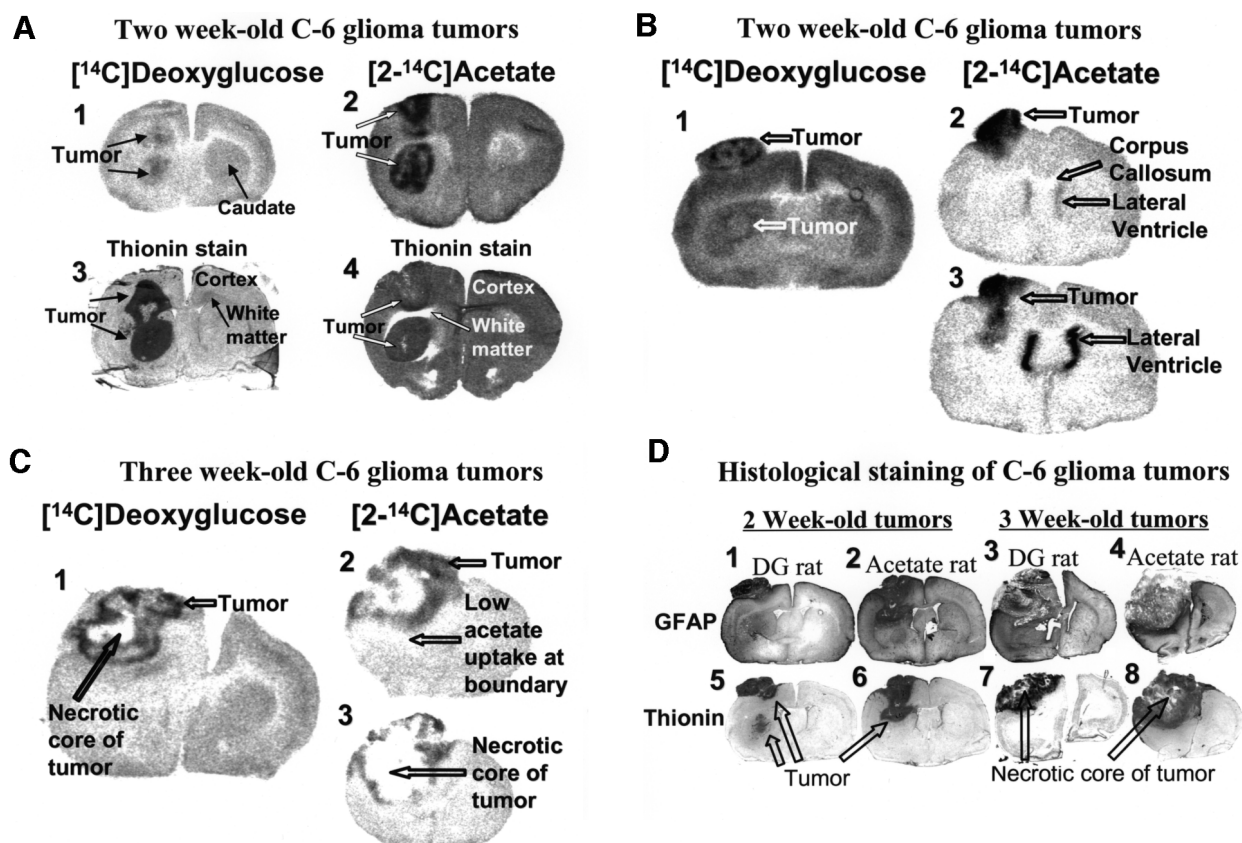 A
Two week-old C-6 glioma tumors
[14C]Deoxyglucose
[2-14C]Acetate
1
2
Tumor
Caudate
Tumor
Thionin stain
Thionin stain
3
4
Cortex
Tumor
White
matter
Cortex
Tumor
White
matter
B
Two week-old C-6 glioma tumors
[14C]Deoxyglucose
[2-14C]Acetate
1
Tumor
Tumor
2
Tumor
Corpus
Callosum
Lateral
Ventricle
3
Tumor
Lateral
Ventricle
C
Three week-old C-6 glioma tumors
[14C]Deoxyglucose
[2-14C]Acetate
1
Tumor
Necrotic
core of
tumor
2
Tumor
Low
acetate
uptake at
boundary
3
Necrotic
core of
tumor
D
Histological staining of C-6 glioma tumors
2 Week-old tumors
3 Week-old tumors
1 DG rat
2 Acetate rat
3 DG rat
4 Acetate rat
GFAP
5
6
7
8
Thionin
Tumor
Necrotic core of tumor